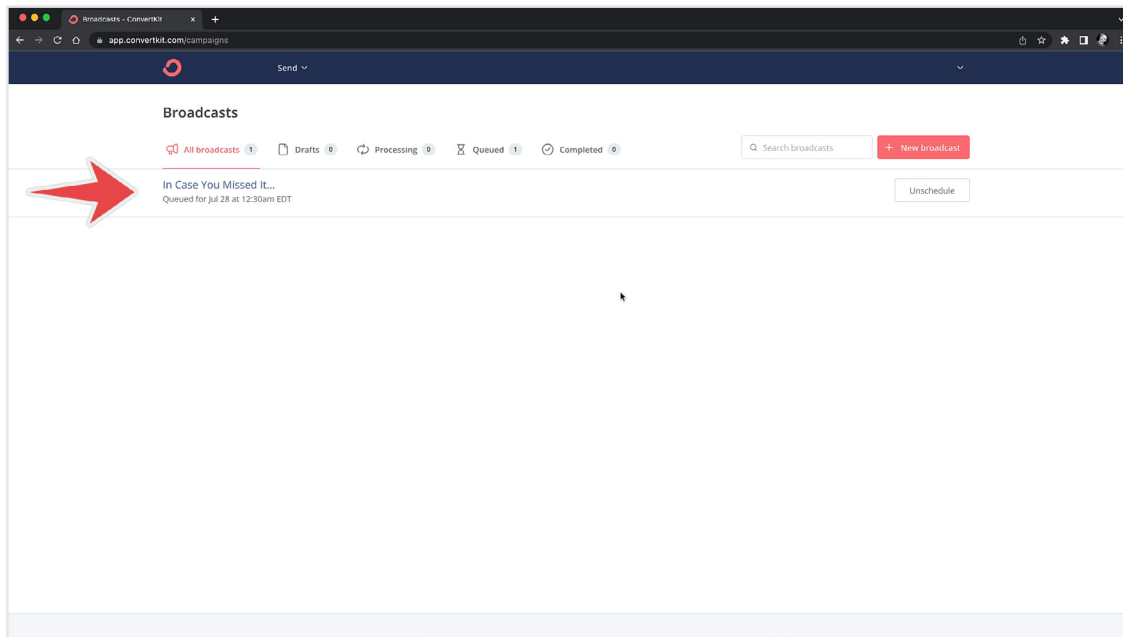 Broadcasts – ConvertKit
app.convertkit.com/campaigns
Send
Broadcasts
All broadcasts 1
Drafts 0
Processing 0
Queued 1
Completed 0
Search broadcasts
+ New broadcast
In Case You Missed It...
Queued for Jul 28 at 12:30am EDT
Unschedule